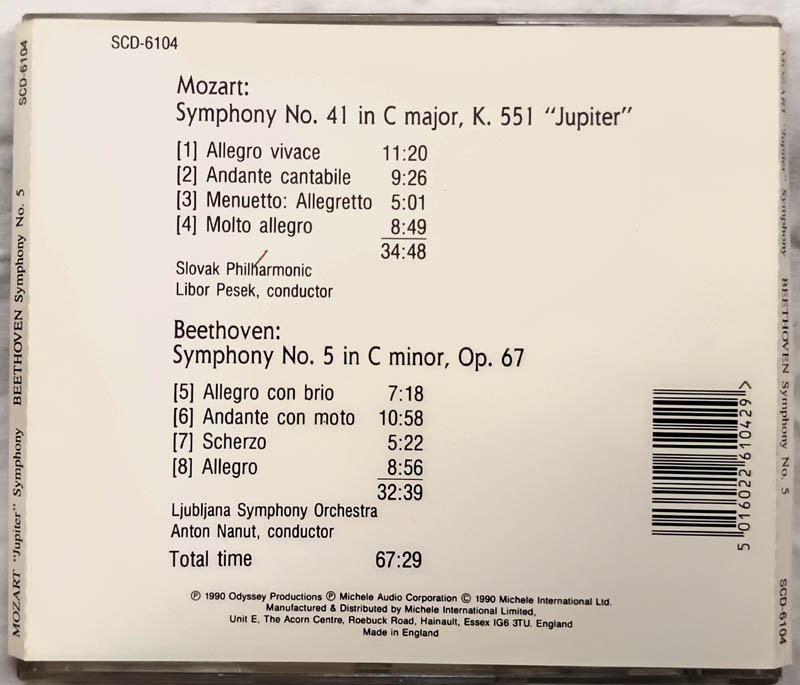 SCD-6104
Mozart:
Symphony No. 41 in C major, K. 551 "Jupiter"
[1] Allegro vivace 11:20
[2] Andante cantabile 9:26
[3] Menuetto: Allegretto 5:01
[4] Molto allegro 8:49
34:48
Slovak Philharmonic
Libor Pesek, conductor
Beethoven:
Symphony No. 5 in C minor, Op. 67
[5] Allegro con brio 7:18
[6] Andante con moto 10:58
[7] Scherzo 5:22
[8] Allegro 8:56
32:39
Ljubljana Symphony Orchestra
Anton Nanut, conductor
Total time 67:29
℗ 1990 Odyssey Productions ℗ Michele Audio Corporation © 1990 Michele International Ltd.
Manufactured & Distributed by Michele International Limited,
Unit E, The Acorn Centre, Roebuck Road, Hainault, Essex IG6 3TU. England
Made in England
5 016022 610429 >
MOZART "Jupiter" Symphony BEETHOVEN Symphony No. 5 SCD-6104
MOZART "Jupiter" Symphony BEETHOVEN Symphony No. 5 SCD-6104